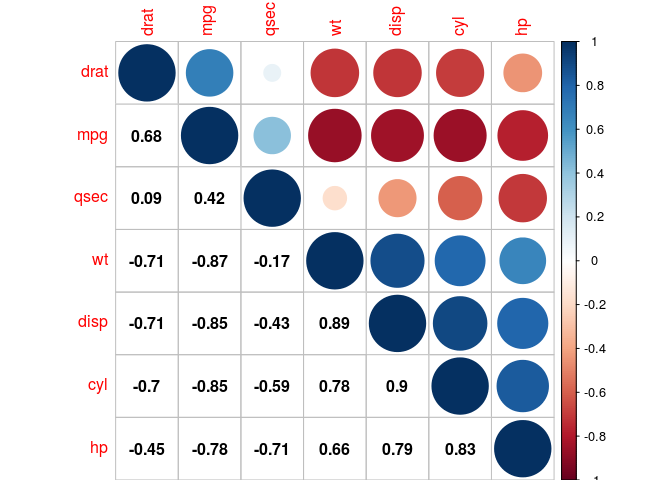 drat mpg qsec wt disp cyl hp
drat
mpg 0.68
qsec 0.09 0.42
wt -0.71 -0.87 -0.17
disp -0.71 -0.85 -0.43 0.89
cyl -0.7 -0.85 -0.59 0.78 0.9
hp -0.45 -0.78 -0.71 0.66 0.79 0.83
1
0.8
0.6
0.4
0.2
0
-0.2
-0.4
-0.6
-0.8
-1